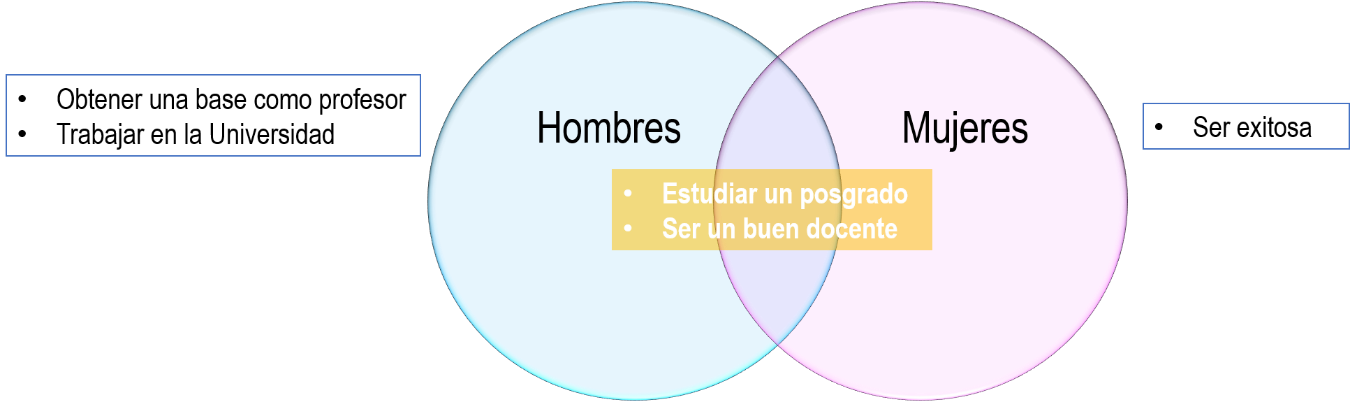 • Obtener una base como profesor
• Trabajar en la Universidad
Hombres
Mujeres
• Ser exitosa
• Estudiar un posgrado
• Ser un buen docente